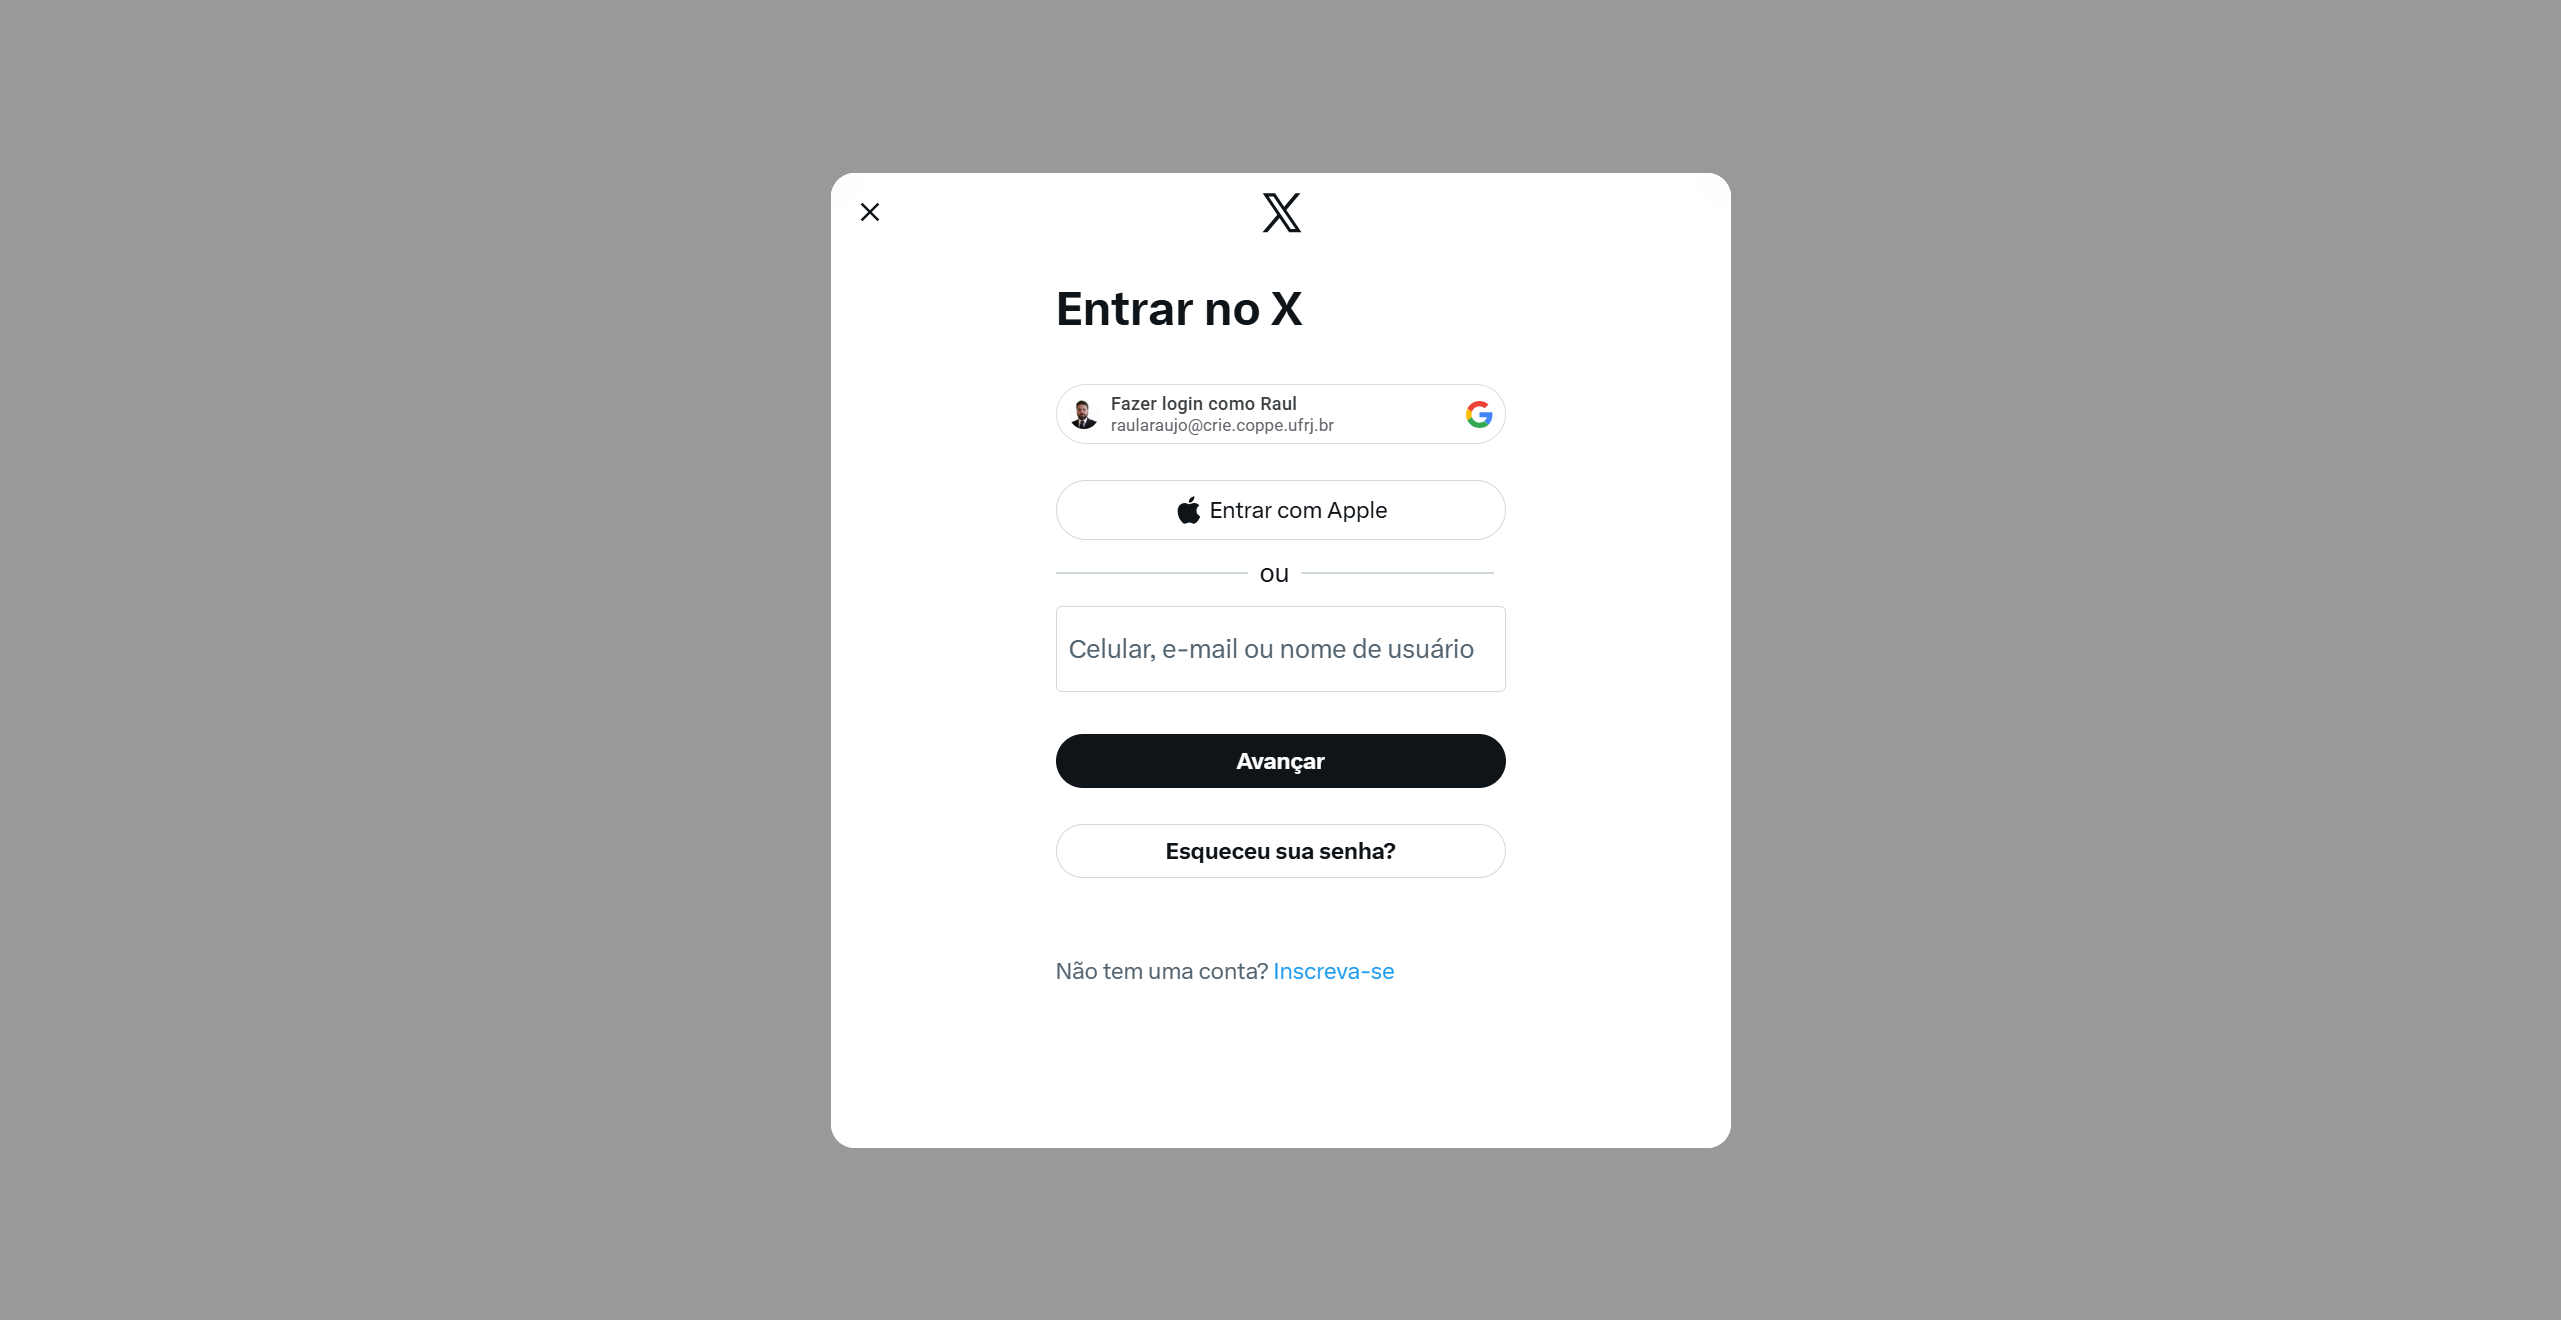 Entrar no X
Fazer login como Raul
raularaujo@crie.coppe.ufrj.br
Entrar com Apple
ou
Celular, e-mail ou nome de usuário
Avançar
Esqueceu sua senha?
Não tem uma conta? Inscreva-se